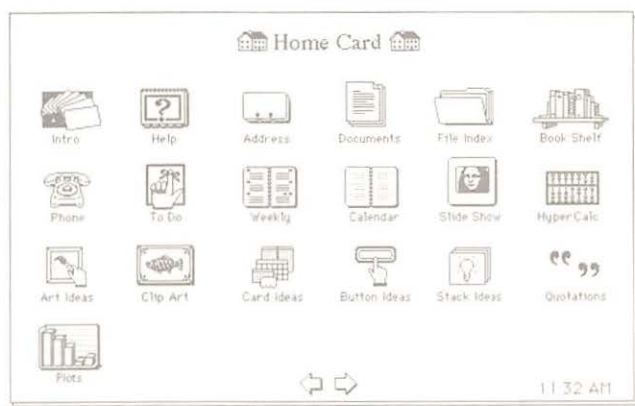 Home Card
Intro Help Address Documents File Index Book Shelf
?
Phone To Do Weekly Calendar Slide Show HyperCalc
Art Ideas Clip Art Card Ideas Button Ideas Stack Ideas Quotations
Plots
11:32 AM